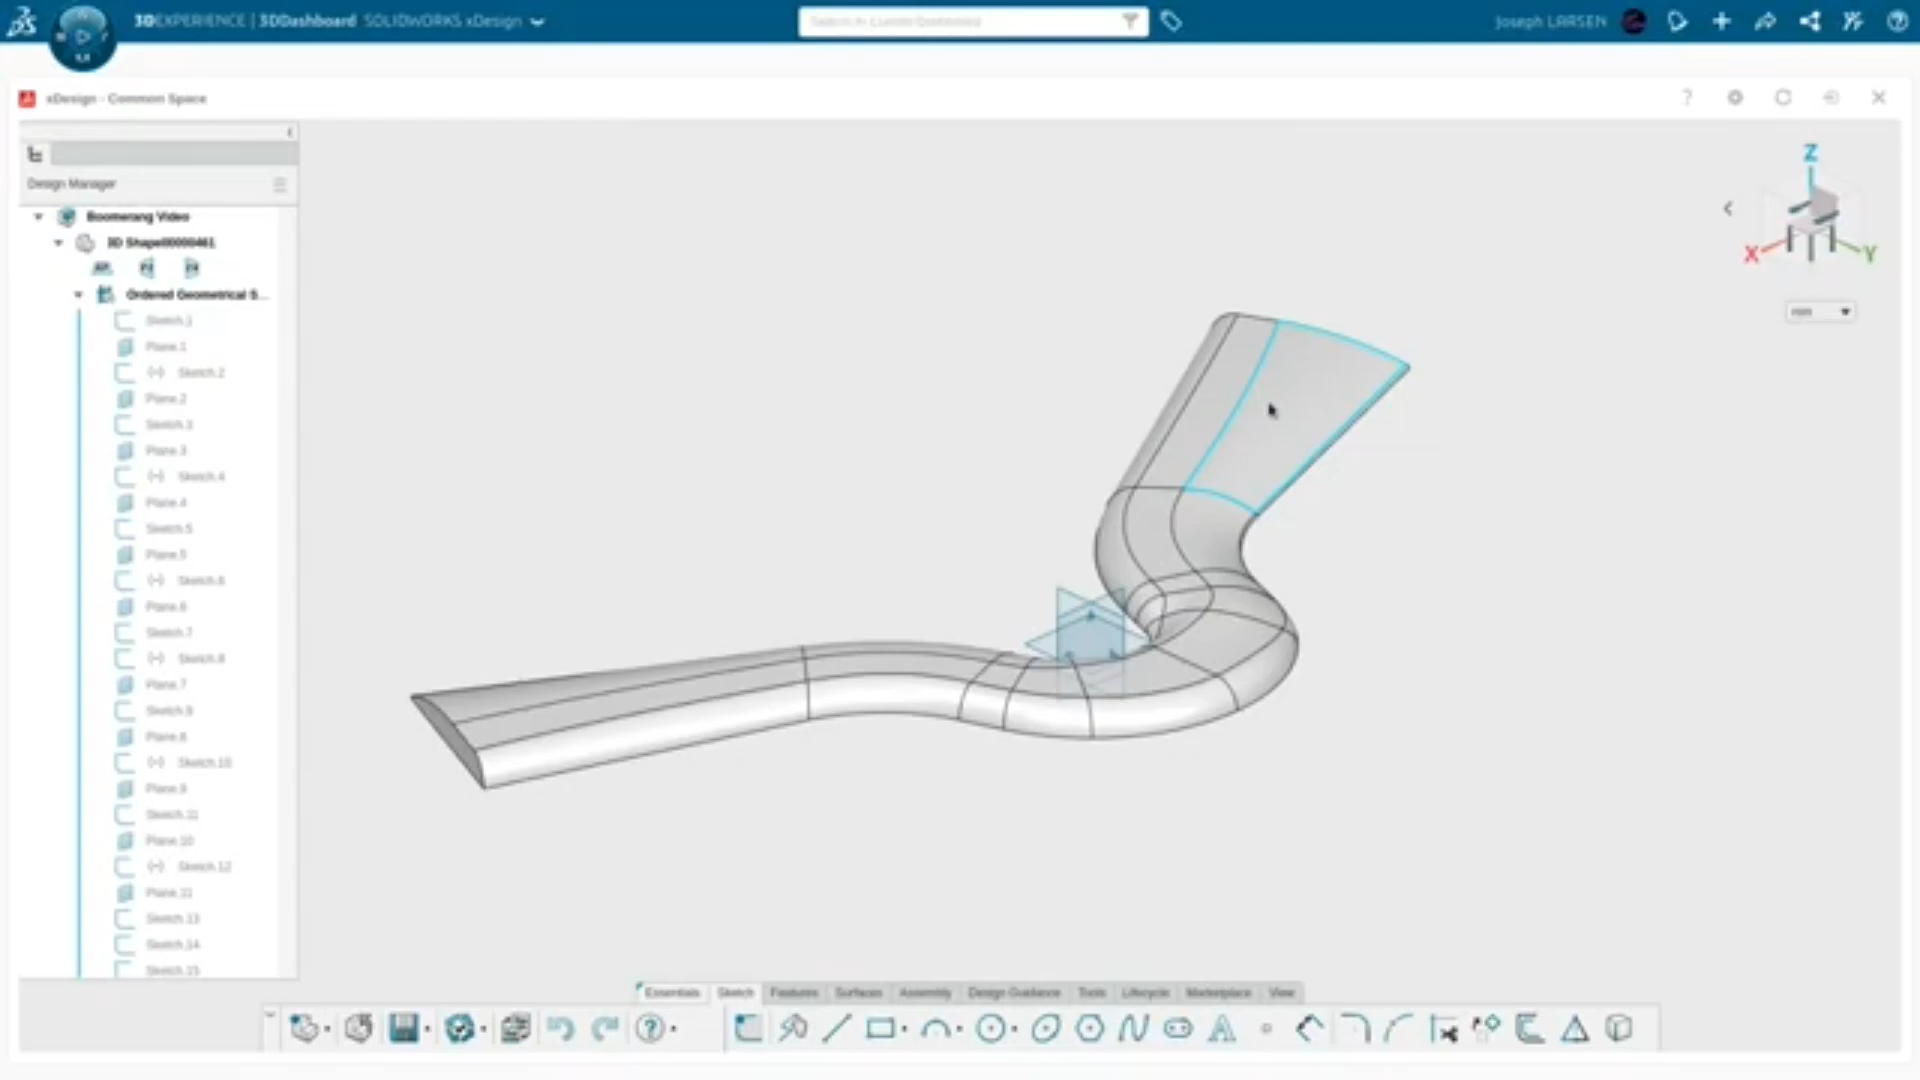 3DEXPERIENCE | 3DDashboard SOLIDWORKS xDesign
Joseph LARSEN
xDesign - Common Space
Design Manager
Boomerang Video
3D Shape00000461
Ordered Geometrical S...
Sketch.1
Plane.1
Sketch.2
Plane.2
Sketch.3
Plane.3
Sketch.4
Plane.4
Sketch.5
Plane.5
Sketch.6
Plane.6
Sketch.7
Sketch.8
Plane.7
Sketch.9
Plane.8
Sketch.10
Plane.9
Sketch.11
Plane.10
Sketch.12
Plane.11
Sketch.13
Sketch.14
Sketch.15
Z
X
Y
mm
Essentials Sketch Features Surfaces Assembly Design Guidance Tools Lifecycle Marketplace View